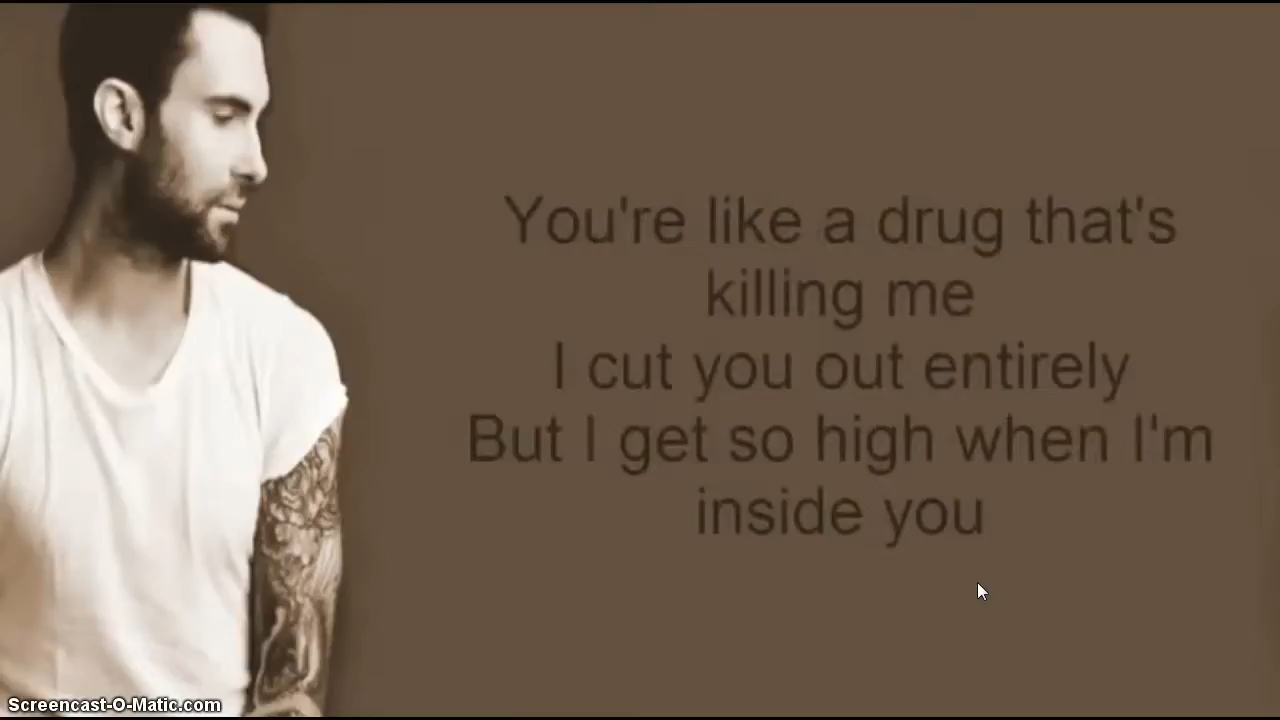 You're like a drug that's
killing me
I cut you out entirely
But I get so high when I'm
inside you
Screencast-O-Matic.com